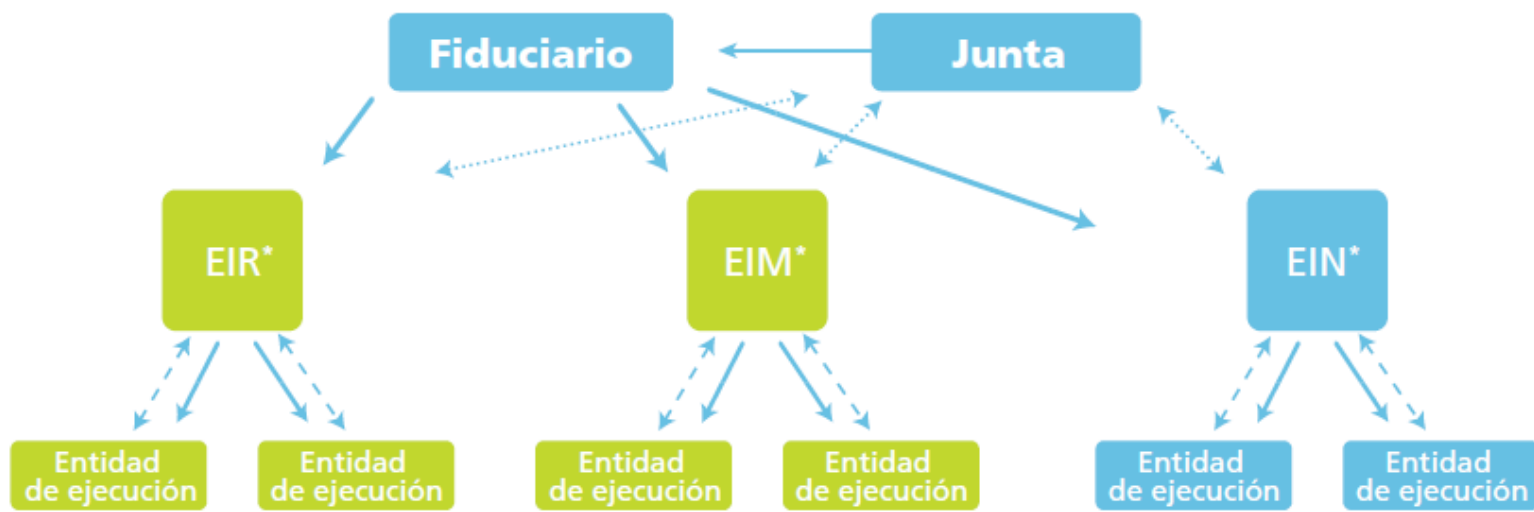 Fiduciario
Junta
EIR*
EIM*
EIN*
Entidad
de ejecución
Entidad
de ejecución
Entidad
de ejecución
Entidad
de ejecución
Entidad
de ejecución
Entidad
de ejecución